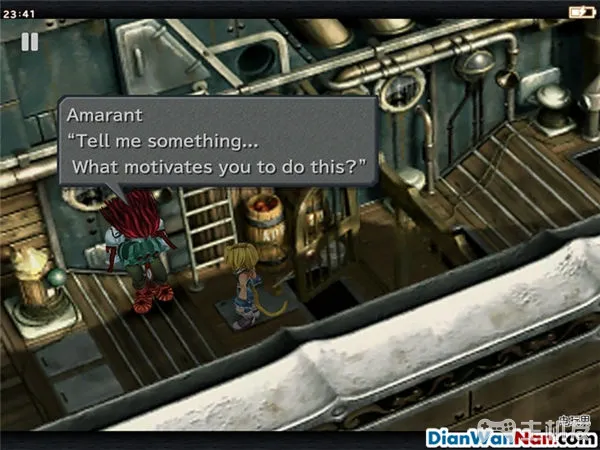 23:41
Amarant
“Tell me something...
What motivates you to do this?”
DianWanNan.com